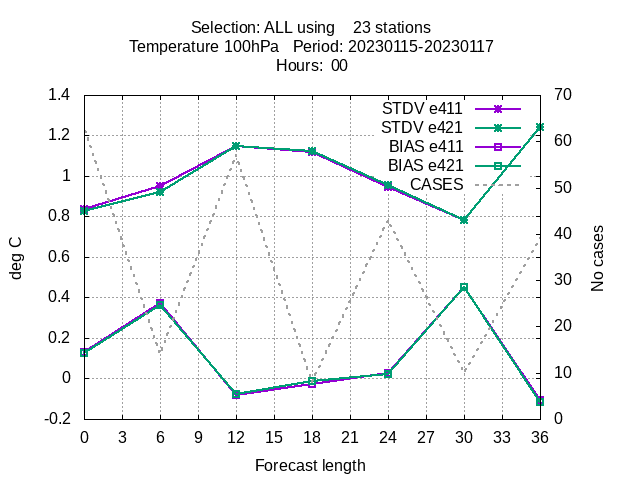 Selection: ALL using    23 stations
Temperature 100hPa   Period: 20230115-20230117
Hours:  00
1.4
1.2
1
0.8
0.6
0.4
0.2
0
-0.2
deg C
STDV e411
STDV e421
BIAS e411
BIAS e421
CASES
70
60
50
40
30
20
10
0
No cases
0 3 6 9 12 15 18 21 24 27 30 33 36
Forecast length